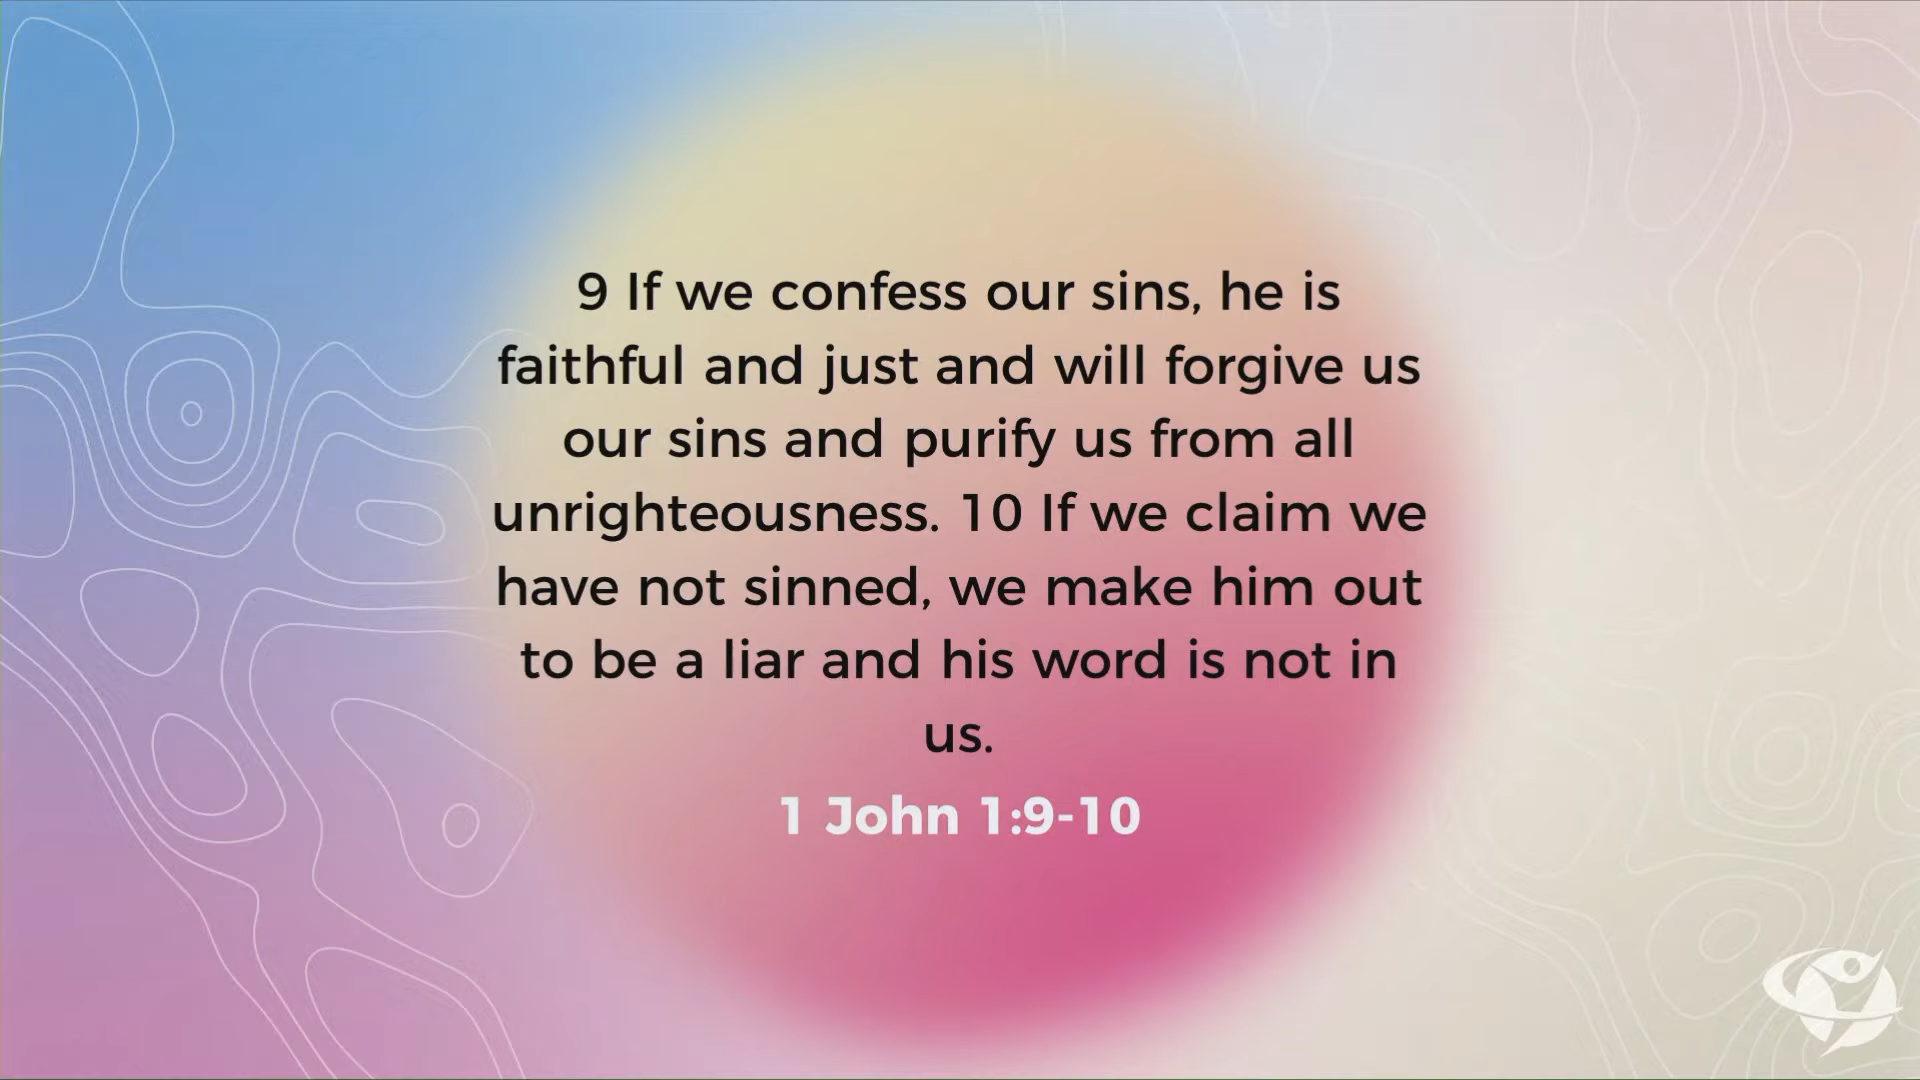 9 If we confess our sins, he is
faithful and just and will forgive us
our sins and purify us from all
unrighteousness. 10 If we claim we
have not sinned, we make him out
to be a liar and his word is not in
us.
1 John 1:9-10